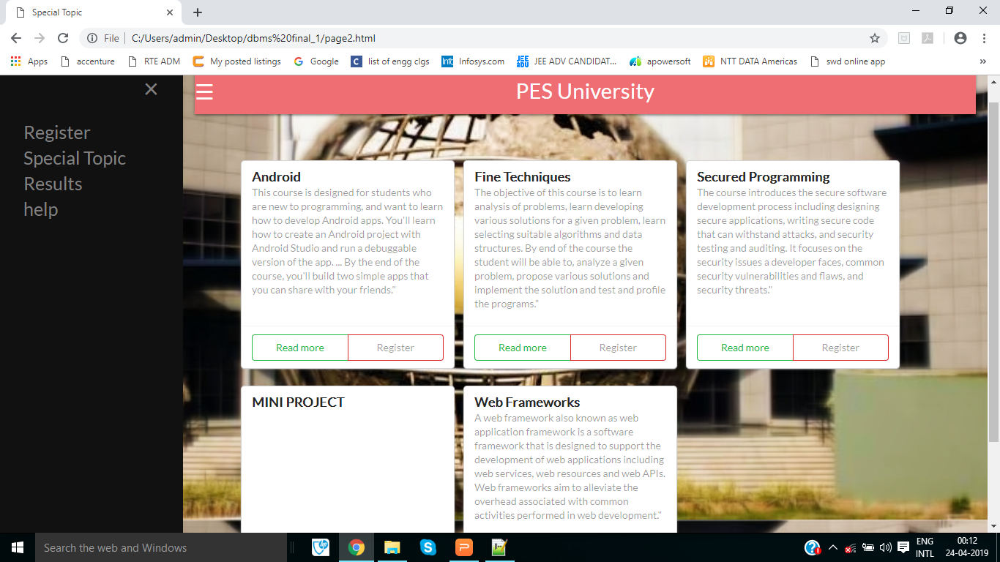 Special Topic
File
C:/Users/admin/Desktop/dbms%20final_1/page2.html
Apps
accenture
RTE ADM
My posted listings
Google
list of engg clgs
Infosys.com
JEE ADV CANDIDAT...
apowersoft
NTT DATA Americas
swd online app
»
☰
PES University
×
Register
Special Topic
Results
help
Android
This course is designed for students who
are new to programming, and want to learn
how to develop Android apps. You'll learn
how to create an Android project with
Android Studio and run a debuggable
version of the app. ... By the end of the
course, you'll build two simple apps that
you can share with your friends."
Read more
Register
Fine Techniques
The objective of this course is to learn
analysis of problems, learn developing
various solutions for a given problem, learn
selecting suitable algorithms and data
structures. By end of the course the
student will be able to, analyze a given
problem, propose various solutions and
implement the solution and test and profile
the programs."
Read more
Register
Secured Programming
The course introduces the secure software
development process including designing
secure applications, writing secure code
that can withstand attacks, and security
testing and auditing. It focuses on the
security issues a developer faces, common
security vulnerabilities and flaws, and
security threats."
Read more
Register
MINI PROJECT
Web Frameworks
A web framework also known as web
application framework is a software
framework that is designed to support the
development of web applications including
web services, web resources and web APIs.
Web frameworks aim to alleviate the
overhead associated with common
activities performed in web development."
Search the web and Windows
ENG
INTL
00:12
24-04-2019